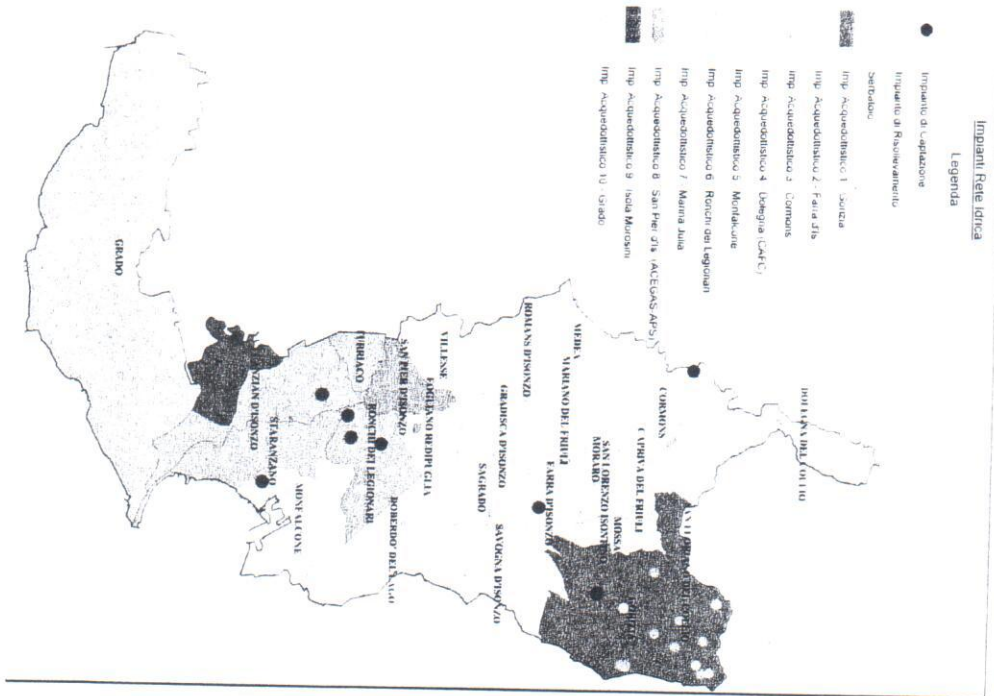 Impianti Rete Idrica
Legenda
Impianto di Captazione
Impianto di Risollevamento
Serbatoio
Imp. Acquedottistico 1 - Gorizia
Imp. Acquedottistico 2 - Farra d'Is
Imp. Acquedottistico 3 - Cormons
Imp. Acquedottistico 4 - Dolegna (CAFC)
Imp. Acquedottistico 5 - Monfalcone
Imp. Acquedottistico 6 - Ronchi dei Legionari
Imp. Acquedottistico 7 - Marina Julia
Imp. Acquedottistico 8 - San Pier d'Is (ACEGAS-APS)
Imp. Acquedottistico 9 - Isola Morosini
Imp. Acquedottistico 10 - Grado
DOLEGNA DEL COLLIO
CORMONS
CAPRIVA DEL FRIULI
MEDEA
MARIANO DEL FRIULI
SAN LORENZO ISONTINO
MORARO
MOSSA
ROMANS D'ISONZO
GRADISCA D'ISONZO
FARRA D'ISONZO
SAGRADO
SAVOGNA D'ISONZO
VILLESSE
FOGLIANO REDIPUGLIA
SAN PIER D'ISONZO
DOBERDO' DEL LAGO
TURRIACO
RONCHI DEI LEGIONARI
MONFALCONE
STARANZANO
D'ISONZO
GRADO